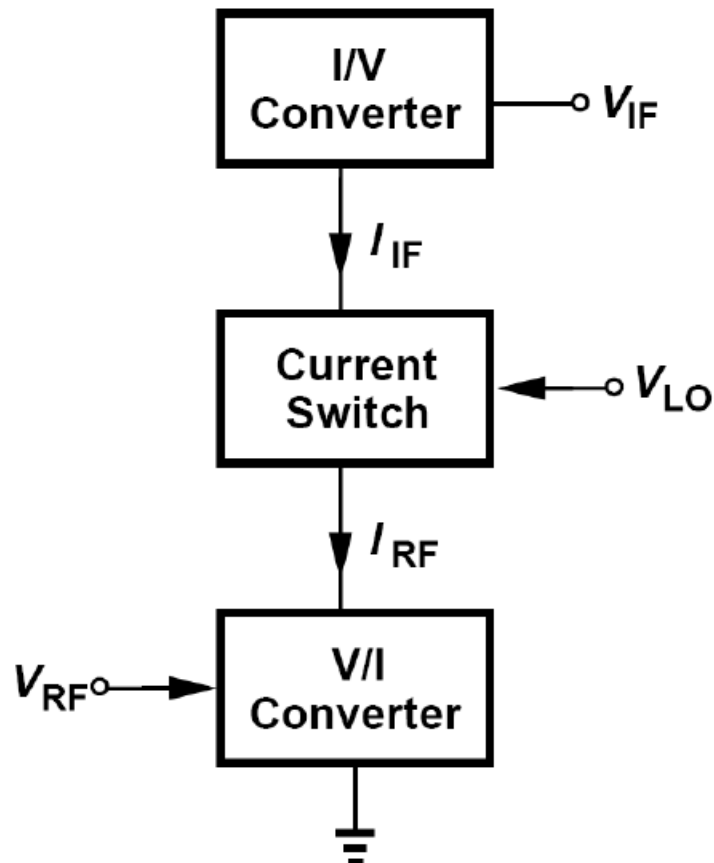 I/V
Converter
V_IF
I_IF
Current
Switch
V_LO
I_RF
V_RF
V/I
Converter